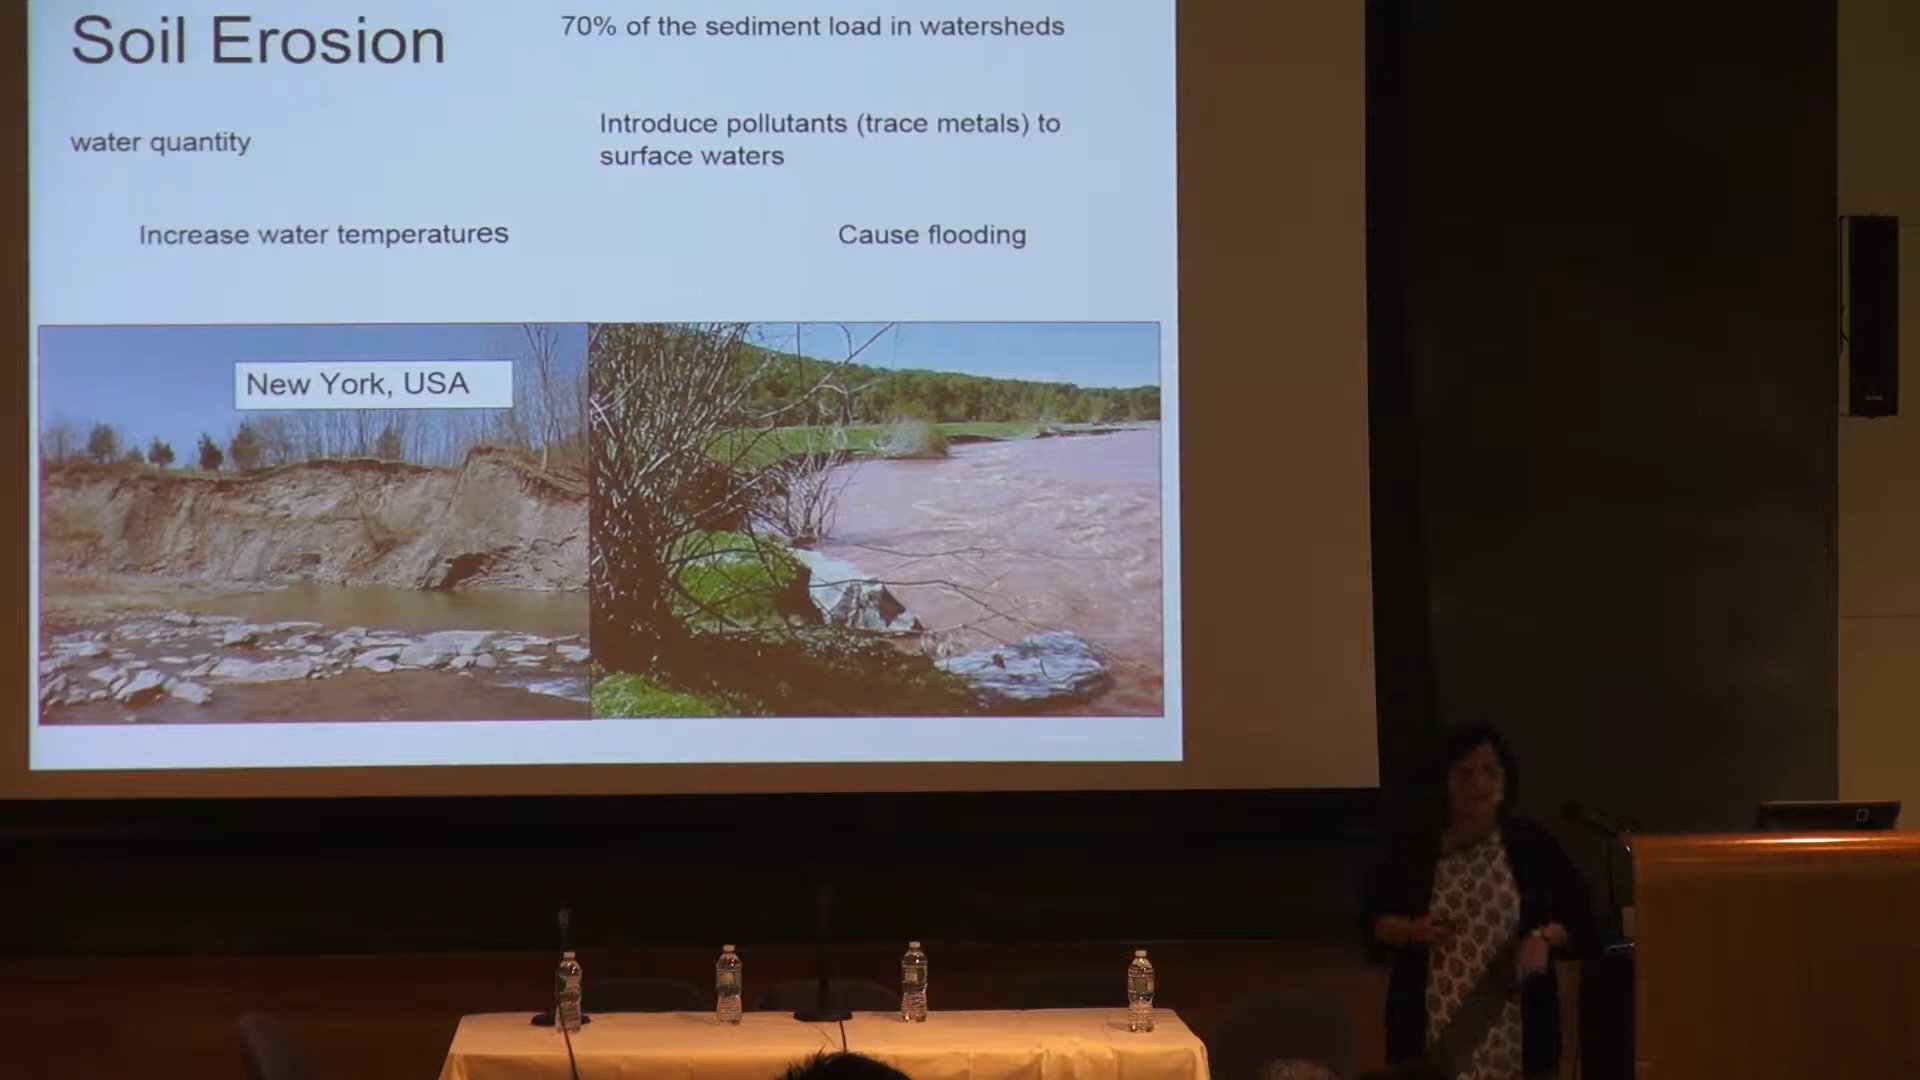 Soil Erosion
70% of the sediment load in watersheds
water quantity
Introduce pollutants (trace metals) to
surface waters
Increase water temperatures
Cause flooding
New York, USA